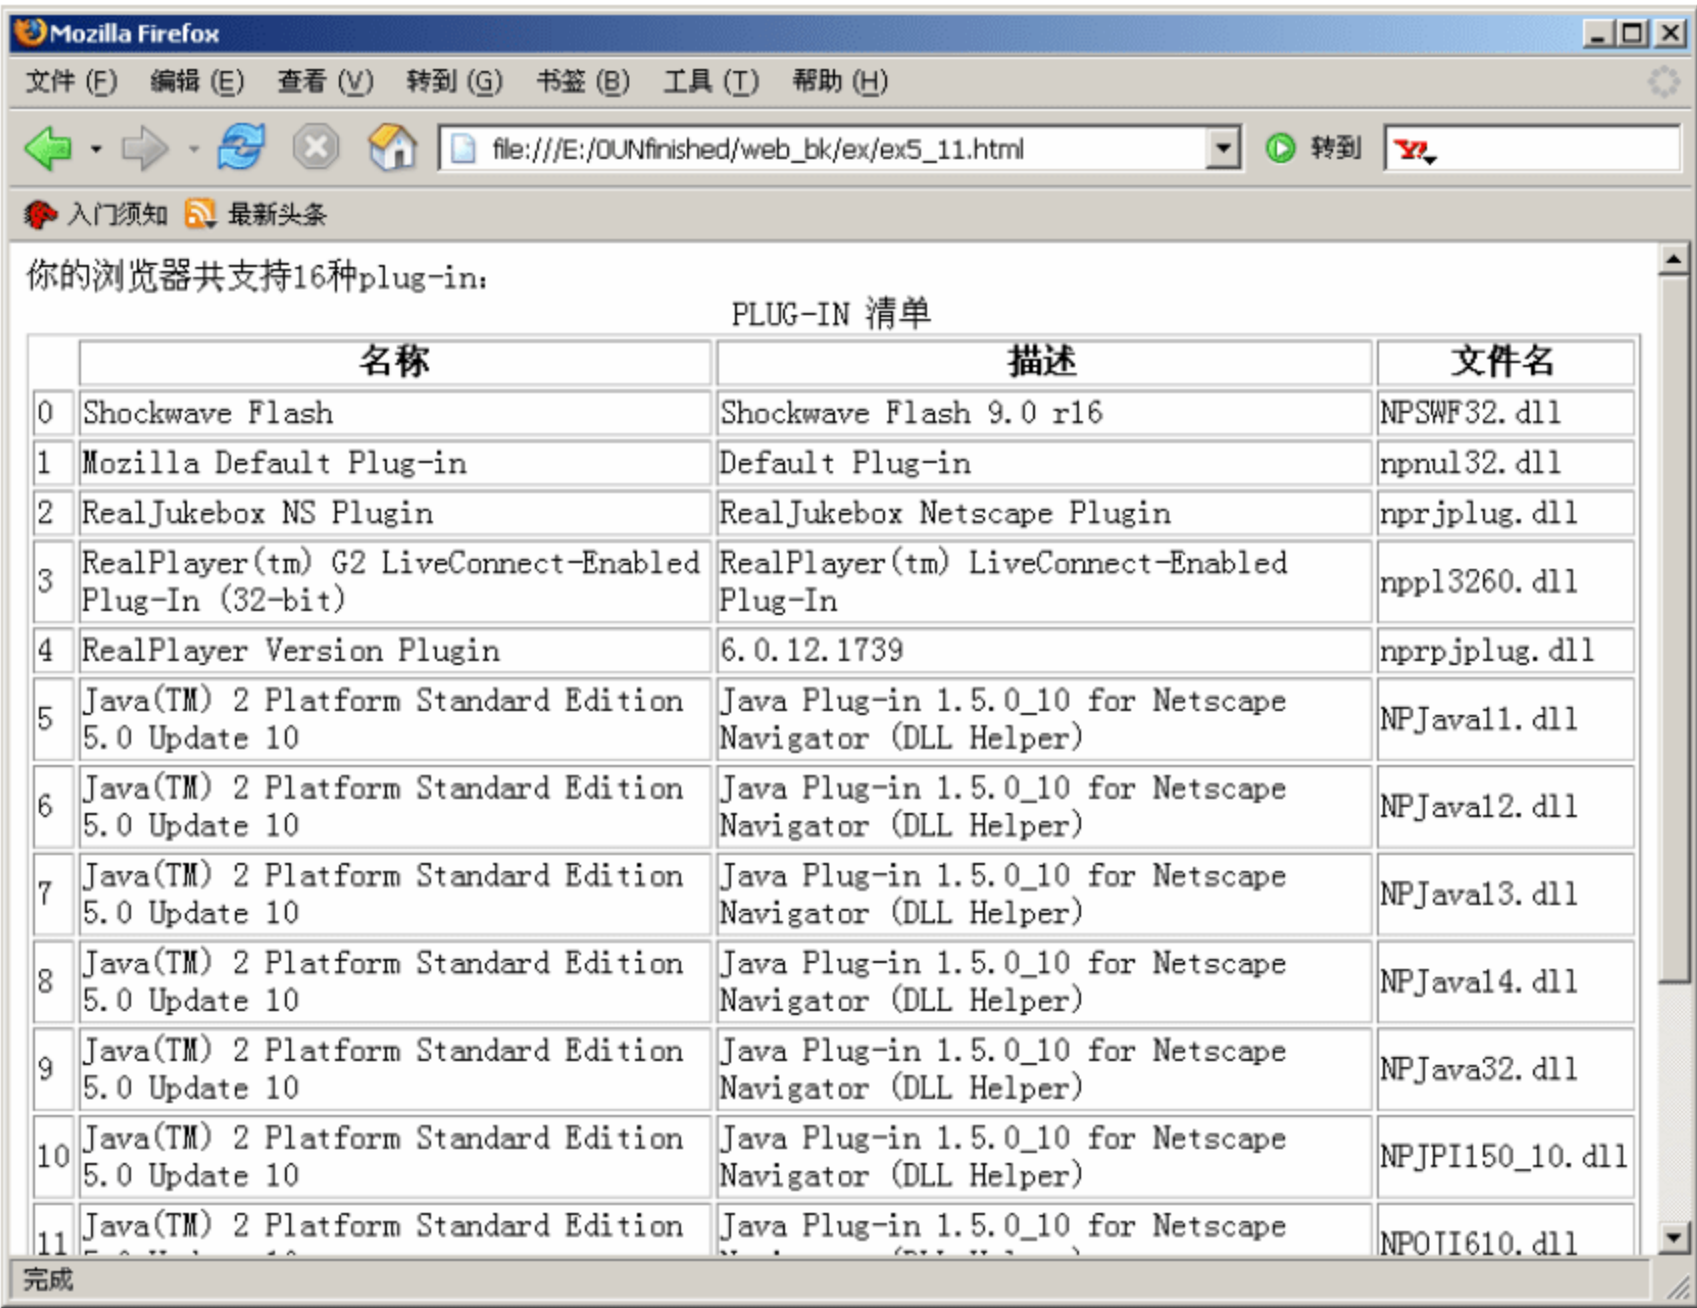 Mozilla Firefox
文件 (F) 编辑 (E) 查看 (V) 转到 (G) 书签 (B) 工具 (T) 帮助 (H)
file:///E:/0UNfinished/web_bk/ex/ex5_11.html 转到 Y!
入门须知 最新头条
你的浏览器共支持16种plug-in:
PLUG-IN 清单
名称 描述 文件名
0 Shockwave Flash Shockwave Flash 9.0 r16 NPSWF32.dll
1 Mozilla Default Plug-in Default Plug-in npnul32.dll
2 RealJukebox NS Plugin RealJukebox Netscape Plugin nprjplug.dll
3 RealPlayer(tm) G2 LiveConnect-Enabled RealPlayer(tm) LiveConnect-Enabled nppl3260.dll
Plug-In (32-bit) Plug-In
4 RealPlayer Version Plugin 6.0.12.1739 nprpjplug.dll
5 Java(TM) 2 Platform Standard Edition Java Plug-in 1.5.0_10 for Netscape NPJava11.dll
5.0 Update 10 Navigator (DLL Helper)
6 Java(TM) 2 Platform Standard Edition Java Plug-in 1.5.0_10 for Netscape NPJava12.dll
5.0 Update 10 Navigator (DLL Helper)
7 Java(TM) 2 Platform Standard Edition Java Plug-in 1.5.0_10 for Netscape NPJava13.dll
5.0 Update 10 Navigator (DLL Helper)
8 Java(TM) 2 Platform Standard Edition Java Plug-in 1.5.0_10 for Netscape NPJava14.dll
5.0 Update 10 Navigator (DLL Helper)
9 Java(TM) 2 Platform Standard Edition Java Plug-in 1.5.0_10 for Netscape NPJava32.dll
5.0 Update 10 Navigator (DLL Helper)
10 Java(TM) 2 Platform Standard Edition Java Plug-in 1.5.0_10 for Netscape NPJPI150_10.dll
5.0 Update 10 Navigator (DLL Helper)
11 Java(TM) 2 Platform Standard Edition Java Plug-in 1.5.0_10 for Netscape NPOJI610.dll
完成